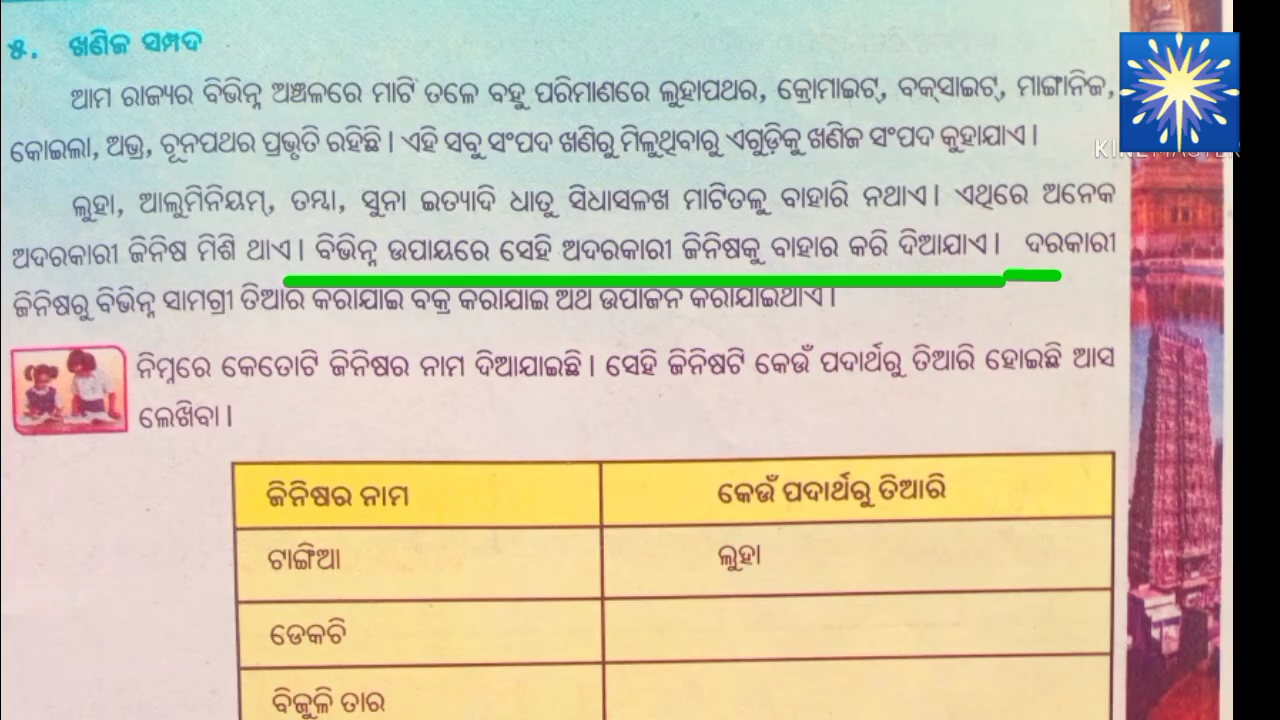 ୫. ଖଣିଜ ସମ୍ପଦ
ଆମ ରାଜ୍ୟର ବିଭିନ୍ନ ଅଞ୍ଚଳରେ ମାଟି ତଳେ ବହୁ ପରିମାଣରେ ଲୁହାପଥର, କ୍ରୋମାଇଟ୍, ବକ୍‌ସାଇଟ୍, ମାଙ୍ଗାନିଜ,
କୋଇଲା, ଅଭ୍ର, ଚୂନପଥର ପ୍ରଭୃତି ରହିଛି । ଏହି ସବୁ ସଂପଦ ଖଣିରୁ ମିଳୁଥିବାରୁ ଏଗୁଡ଼ିକୁ ଖଣିଜ ସଂପଦ କୁହାଯାଏ ।
ଲୁହା, ଆଲୁମିନିୟମ୍, ତମ୍ବା, ସୁନା ଇତ୍ୟାଦି ଧାତୁ ସିଧାସଳଖ ମାଟିତଳୁ ବାହାରି ନଥାଏ । ଏଥିରେ ଅନେକ
ଅଦରକାରୀ ଜିନିଷ ମିଶି ଥାଏ । ବିଭିନ୍ନ ଉପାୟରେ ସେହି ଅଦରକାରୀ ଜିନିଷକୁ ବାହାର କରି ଦିଆଯାଏ । ଦରକାରୀ
ଜିନିଷରୁ ବିଭିନ୍ନ ସାମଗ୍ରୀ ତିଆରି କରାଯାଇ ବିକ୍ରି କରାଯାଇ ଅର୍ଥ ଉପାର୍ଜନ କରାଯାଇଥାଏ ।
ନିମ୍ନରେ କେତୋଟି ଜିନିଷର ନାମ ଦିଆଯାଇଛି । ସେହି ଜିନିଷଟି କେଉଁ ପଦାର୍ଥରୁ ତିଆରି ହୋଇଛି ଆସ
ଲେଖିବା ।
ଜିନିଷର ନାମ କେଉଁ ପଦାର୍ଥରୁ ତିଆରି
ଟାଙ୍ଗିଆ ଲୁହା
ଡେକଚି
ବିଜୁଳି ତାର